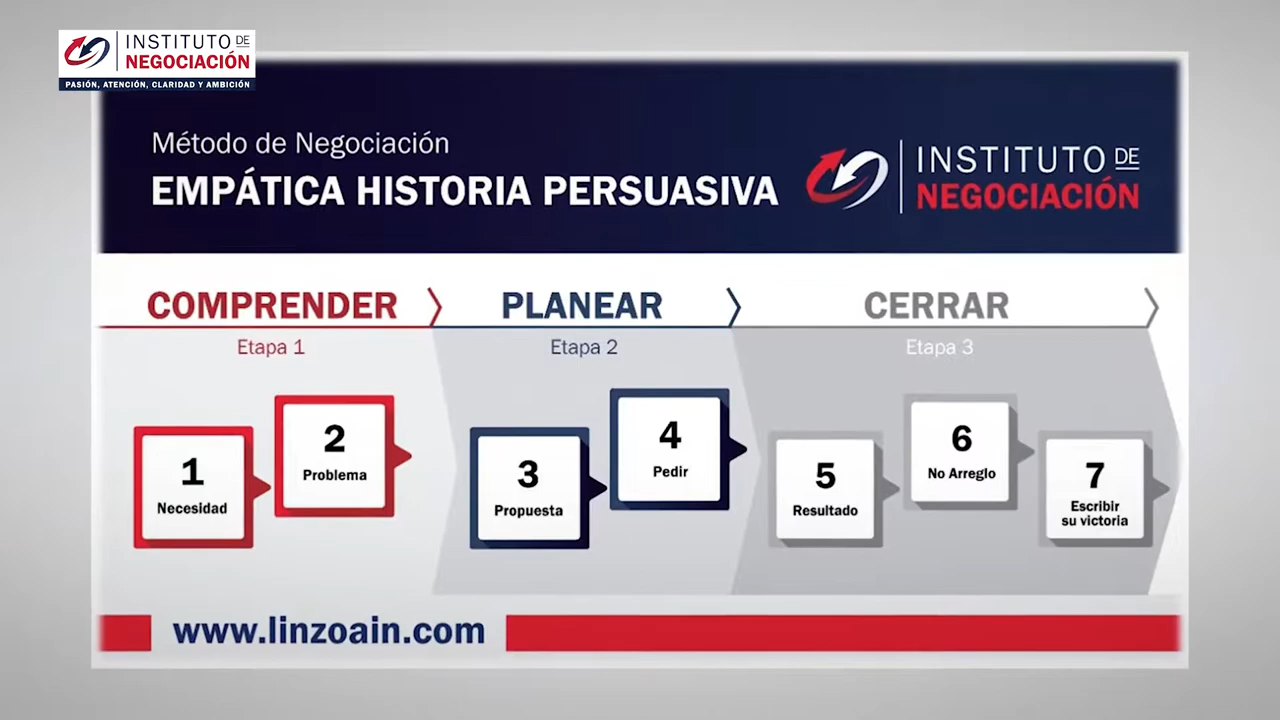 INSTITUTO DE
NEGOCIACIÓN
PASIÓN, ATENCIÓN, CLARIDAD Y AMBICIÓN
Método de Negociación
EMPÁTICA HISTORIA PERSUASIVA
INSTITUTO DE
NEGOCIACIÓN
COMPRENDER
PLANEAR
CERRAR
Etapa 1
Etapa 2
Etapa 3
1
Necesidad
2
Problema
3
Propuesta
4
Pedir
5
Resultado
6
No Arreglo
7
Escribir
su victoria
www.linzoain.com